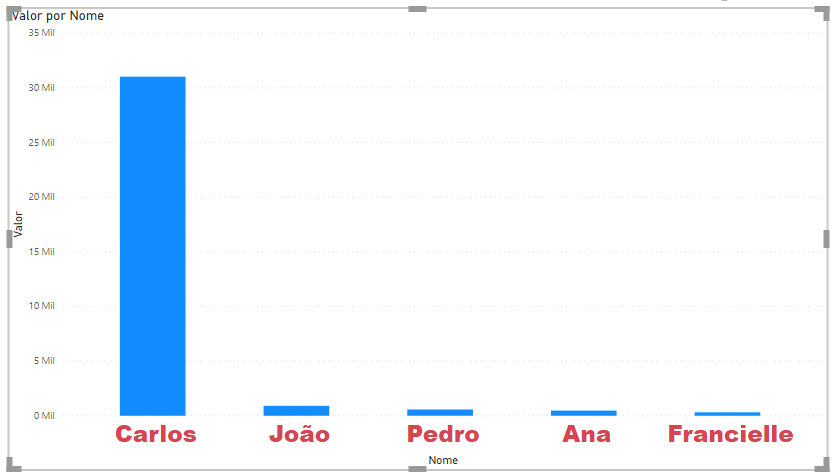 Valor por Nome
35 Mil
30 Mil
25 Mil
20 Mil
15 Mil
10 Mil
5 Mil
0 Mil
Valor
Carlos João Pedro Ana Francielle
Nome